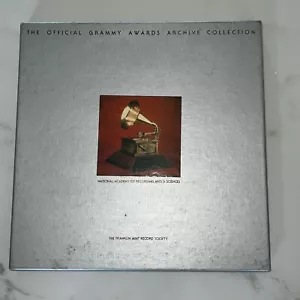 THE OFFICIAL GRAMMY AWARDS ARCHIVE COLLECTION
NATIONAL ACADEMY OF RECORDING ARTS & SCIENCES
THE FRANKLIN MINT RECORD SOCIETY